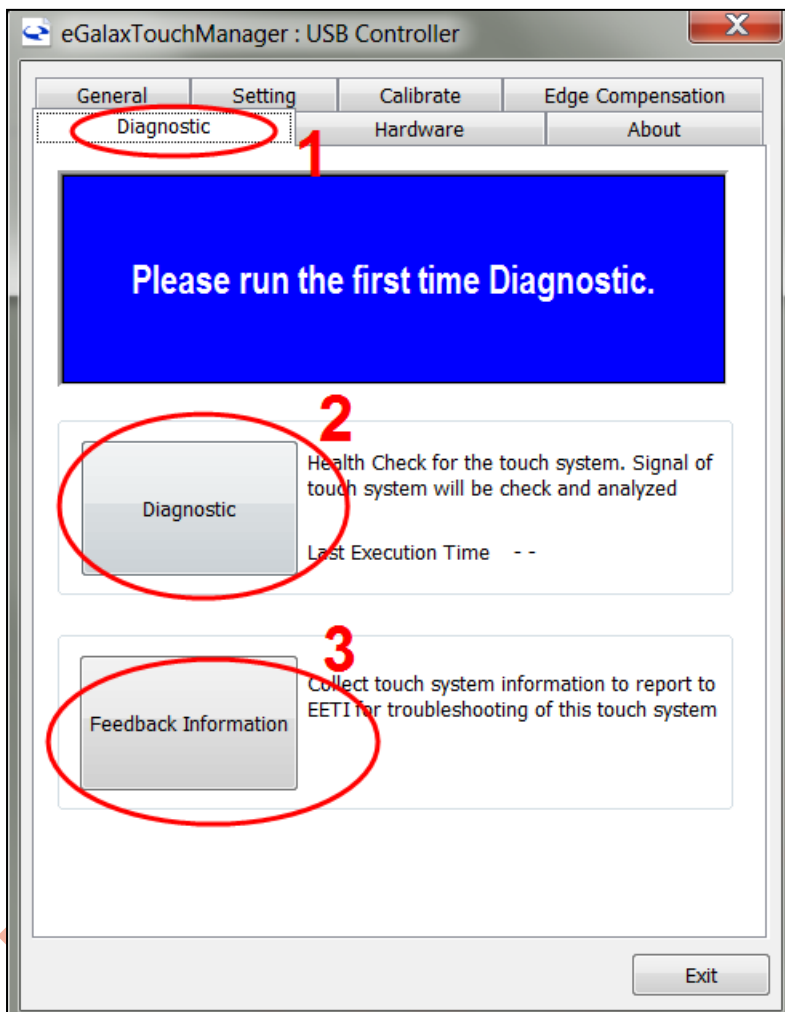 eGalaxTouchManager : USB Controller
X
General Setting Calibrate Edge Compensation
Diagnostic Hardware About
1
Please run the first time Diagnostic.
2
Diagnostic
Health Check for the touch system. Signal of
touch system will be check and analyzed
Last Execution Time - -
3
Feedback Information
Collect touch system information to report to
EETI for troubleshooting of this touch system
Exit